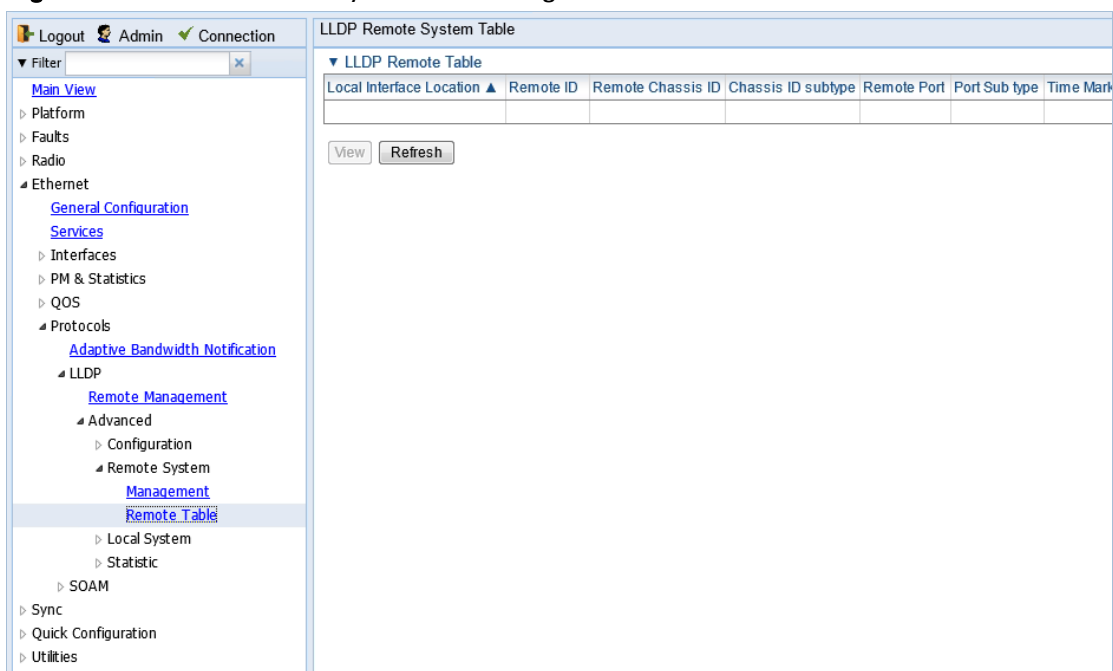 Logout Admin Connection
Filter
Main View
Platform
Faults
Radio
Ethernet
General Configuration
Services
Interfaces
PM & Statistics
QOS
Protocols
Adaptive Bandwidth Notification
LLDP
Remote Management
Advanced
Configuration
Remote System
Management
Remote Table
Local System
Statistic
SOAM
Sync
Quick Configuration
Utilities
LLDP Remote System Table
▼ LLDP Remote Table
Local Interface Location ▲ Remote ID Remote Chassis ID Chassis ID subtype Remote Port Port Sub type Time Mark
View Refresh